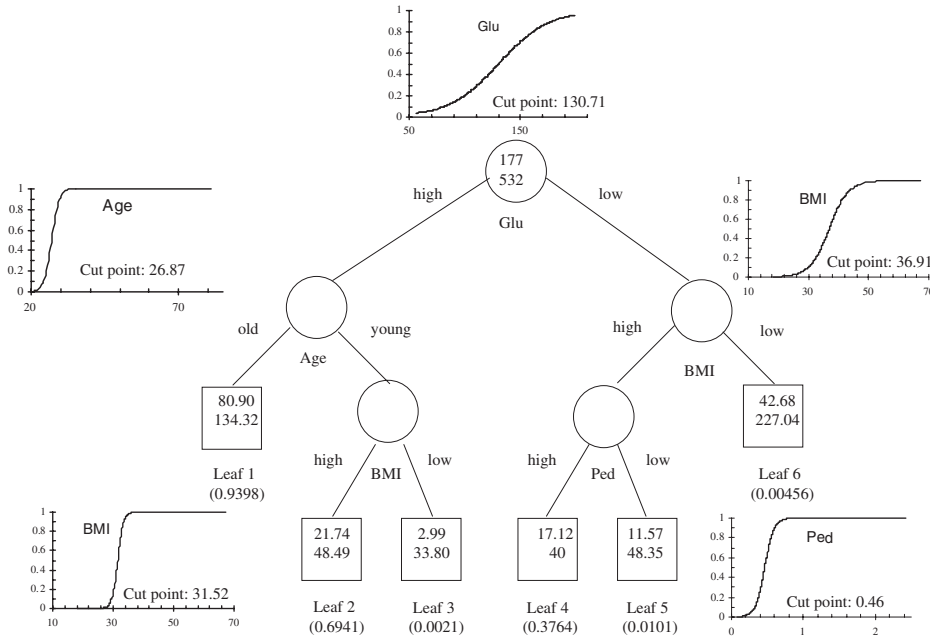 Glu
1
0.8
0.6
0.4
0.2
0
Cut point: 130.71
50 150
177
532
high low
Glu
1
0.8
0.6
0.4
0.2
0
Age
Cut point: 26.87
20 70
1
0.8
0.6
0.4
0.2
0
BMI
Cut point: 36.91
10 30 50 70
old young
Age
high low
BMI
80.90
134.32
Leaf 1
(0.9398)
high low
BMI
high low
Ped
42.68
227.04
Leaf 6
(0.00456)
21.74
48.49
Leaf 2
(0.6941)
2.99
33.80
Leaf 3
(0.0021)
17.12
40
Leaf 4
(0.3764)
11.57
48.35
Leaf 5
(0.0101)
1
0.8
0.6
0.4
0.2
0
BMI
Cut point: 31.52
10 30 50 70
1
0.8
0.6
0.4
0.2
0
Ped
Cut point: 0.46
0 1 2